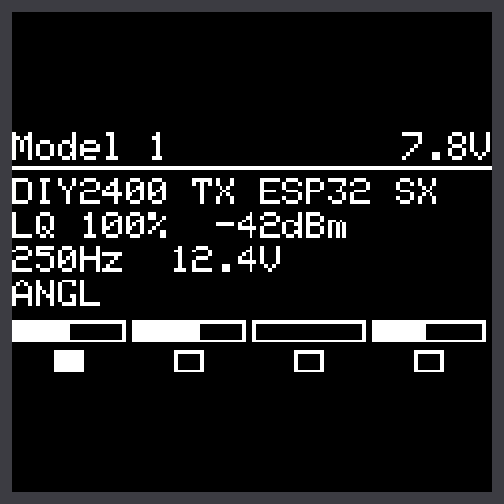 Model 1 7.8V
DIY2400 TX ESP32 SX
LQ 100% -42dBm
250Hz 12.4V
ANGL